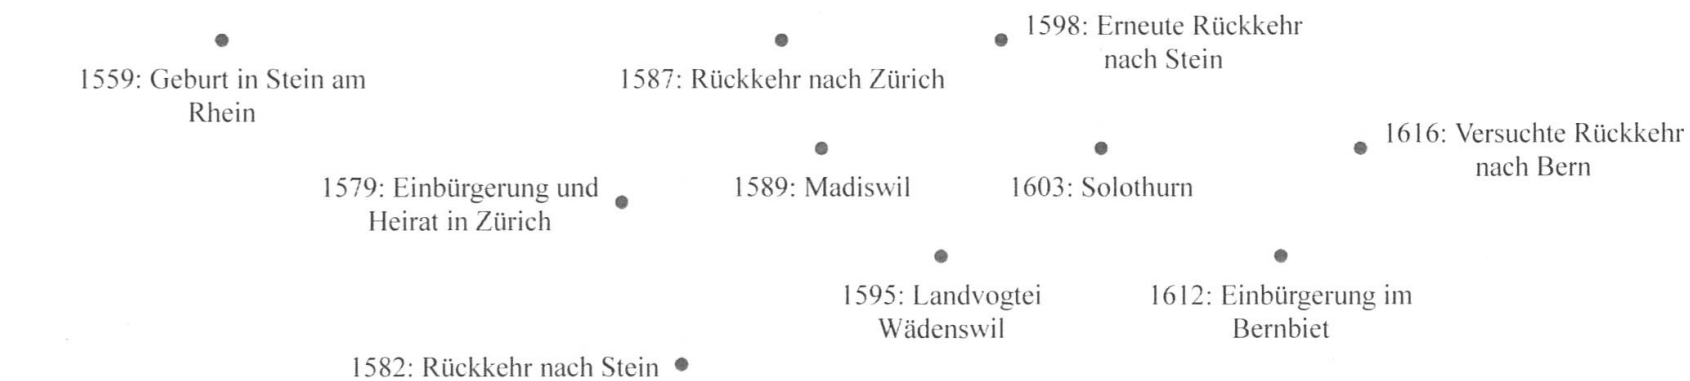 1598: Erneute Rückkehr
nach Stein
1559: Geburt in Stein am
Rhein
1587: Rückkehr nach Zürich
1616: Versuchte Rückkehr
nach Bern
1579: Einbürgerung und
Heirat in Zürich
1589: Madiswil
1603: Solothurn
1595: Landvogtei
Wädenswil
1612: Einbürgerung im
Bernbiet
1582: Rückkehr nach Stein